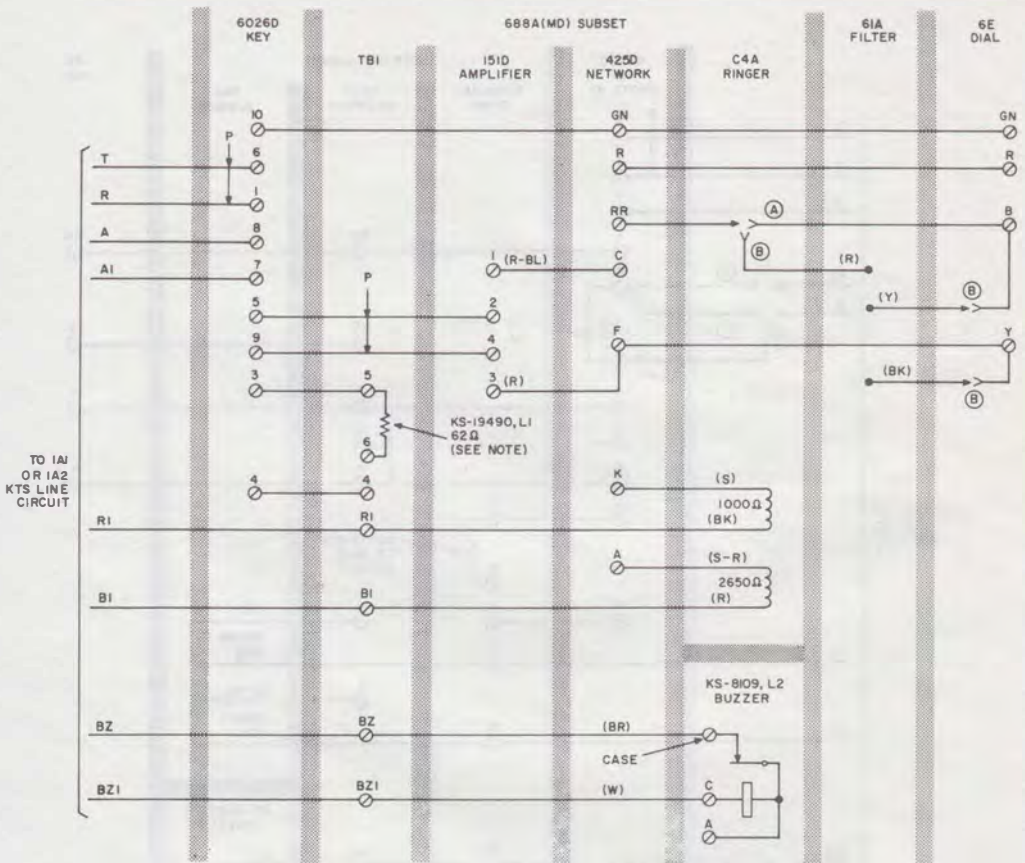 6026D
KEY
688A(MD) SUBSET
61A
FILTER
6E
DIAL
TB1
151D
AMPLIFIER
425D
NETWORK
C4A
RINGER
10 GN GN
P
T 6 R R
R 1
RR A B
A 8
B
1 (R-BL) C (R)
A1 7
P
(Y) B
5 2
F Y
9 4
(BK) B
3 5 3 (R)
KS-19490, L1
62Ω
(SEE NOTE)
6
TO 1A1
OR 1A2
KTS LINE
CIRCUIT
4 4 K (S)
1000Ω
R1 R1 (BK)
A (S-R)
2650Ω
B1 B1 (R)
KS-8109, L2
BUZZER
BZ BZ (BR)
CASE
BZ1 BZ1 (W) C
A